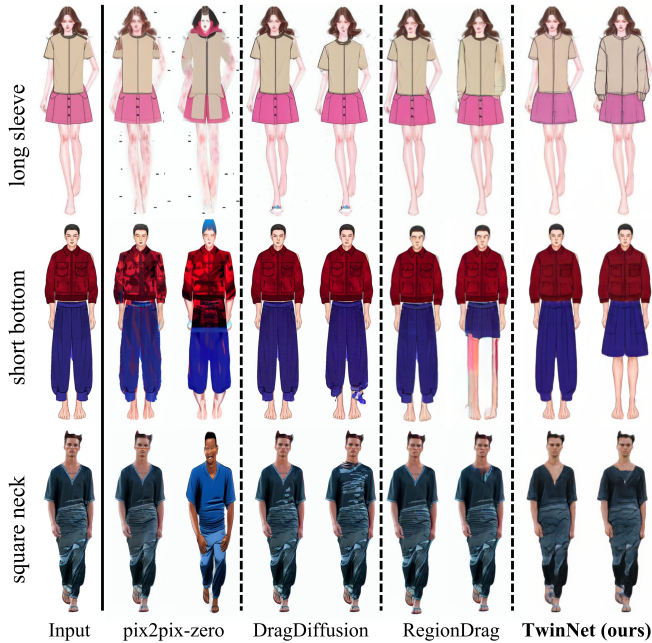 long sleeve
short bottom
square neck
Input pix2pix-zero DragDiffusion RegionDrag TwinNet (ours)